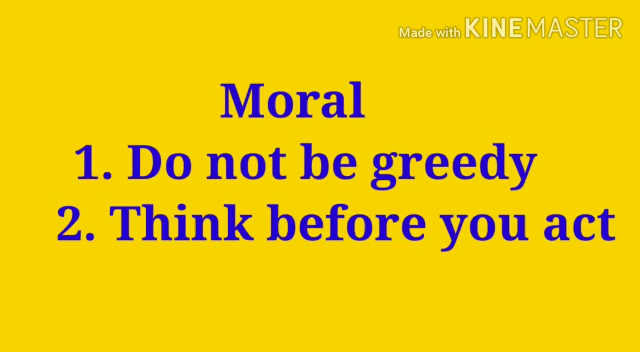 Made with KINEMASTER
Moral
1. Do not be greedy
2. Think before you act